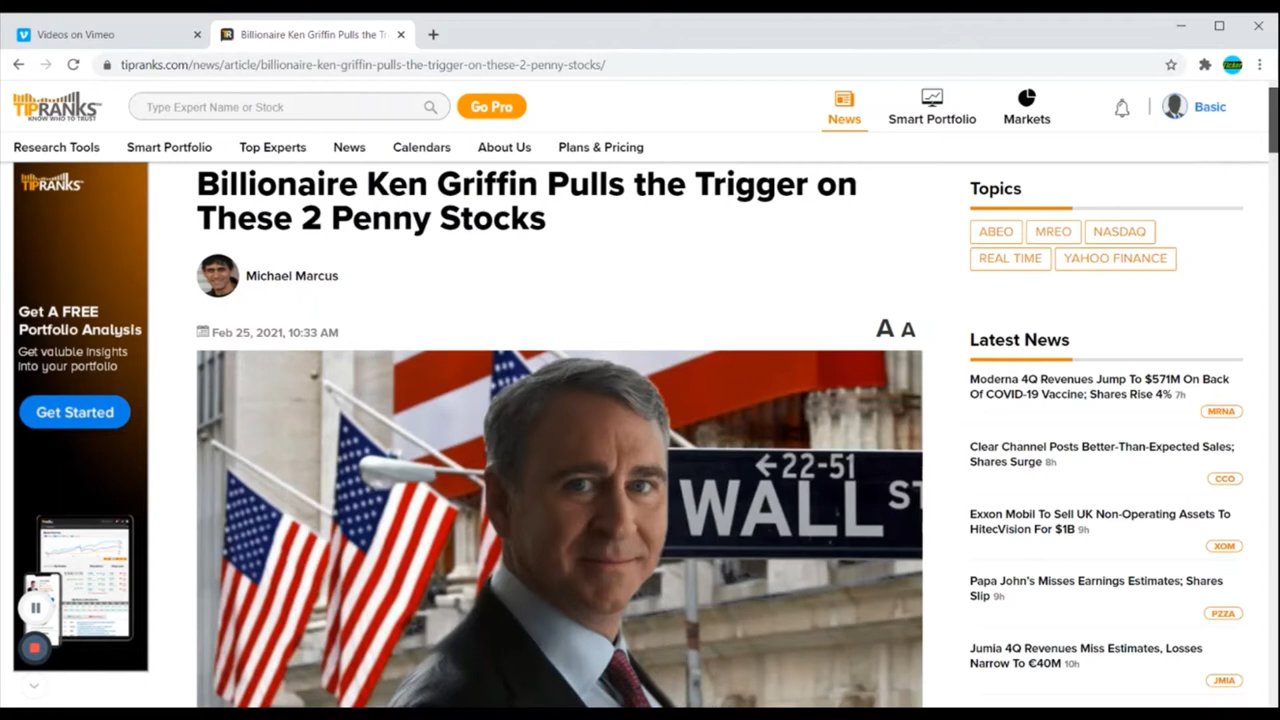 Videos on Vimeo
Billionaire Ken Griffin Pulls the Tr
tipranks.com/news/article/billionaire-ken-griffin-pulls-the-trigger-on-these-2-penny-stocks/
TIPRANKS
KNOW WHO TO TRUST
Type Expert Name or Stock
Go Pro
News
Smart Portfolio
Markets
Basic
Research Tools
Smart Portfolio
Top Experts
News
Calendars
About Us
Plans & Pricing
TIPRANKS
Get A FREE
Portfolio Analysis
Get valuble insights
into your portfolio
Get Started
Billionaire Ken Griffin Pulls the Trigger on
These 2 Penny Stocks
Michael Marcus
Feb 25, 2021, 10:33 AM
A A
←22-51
WALL ST
Topics
ABEO
MREO
NASDAQ
REAL TIME
YAHOO FINANCE
Latest News
Moderna 4Q Revenues Jump To $571M On Back
Of COVID-19 Vaccine; Shares Rise 4% 7h
MRNA
Clear Channel Posts Better-Than-Expected Sales;
Shares Surge 8h
CCO
Exxon Mobil To Sell UK Non-Operating Assets To
HitecVision For $1B 9h
XOM
Papa John's Misses Earnings Estimates; Shares
Slip 9h
PZZA
Jumia 4Q Revenues Miss Estimates, Losses
Narrow To €40M 10h
JMIA